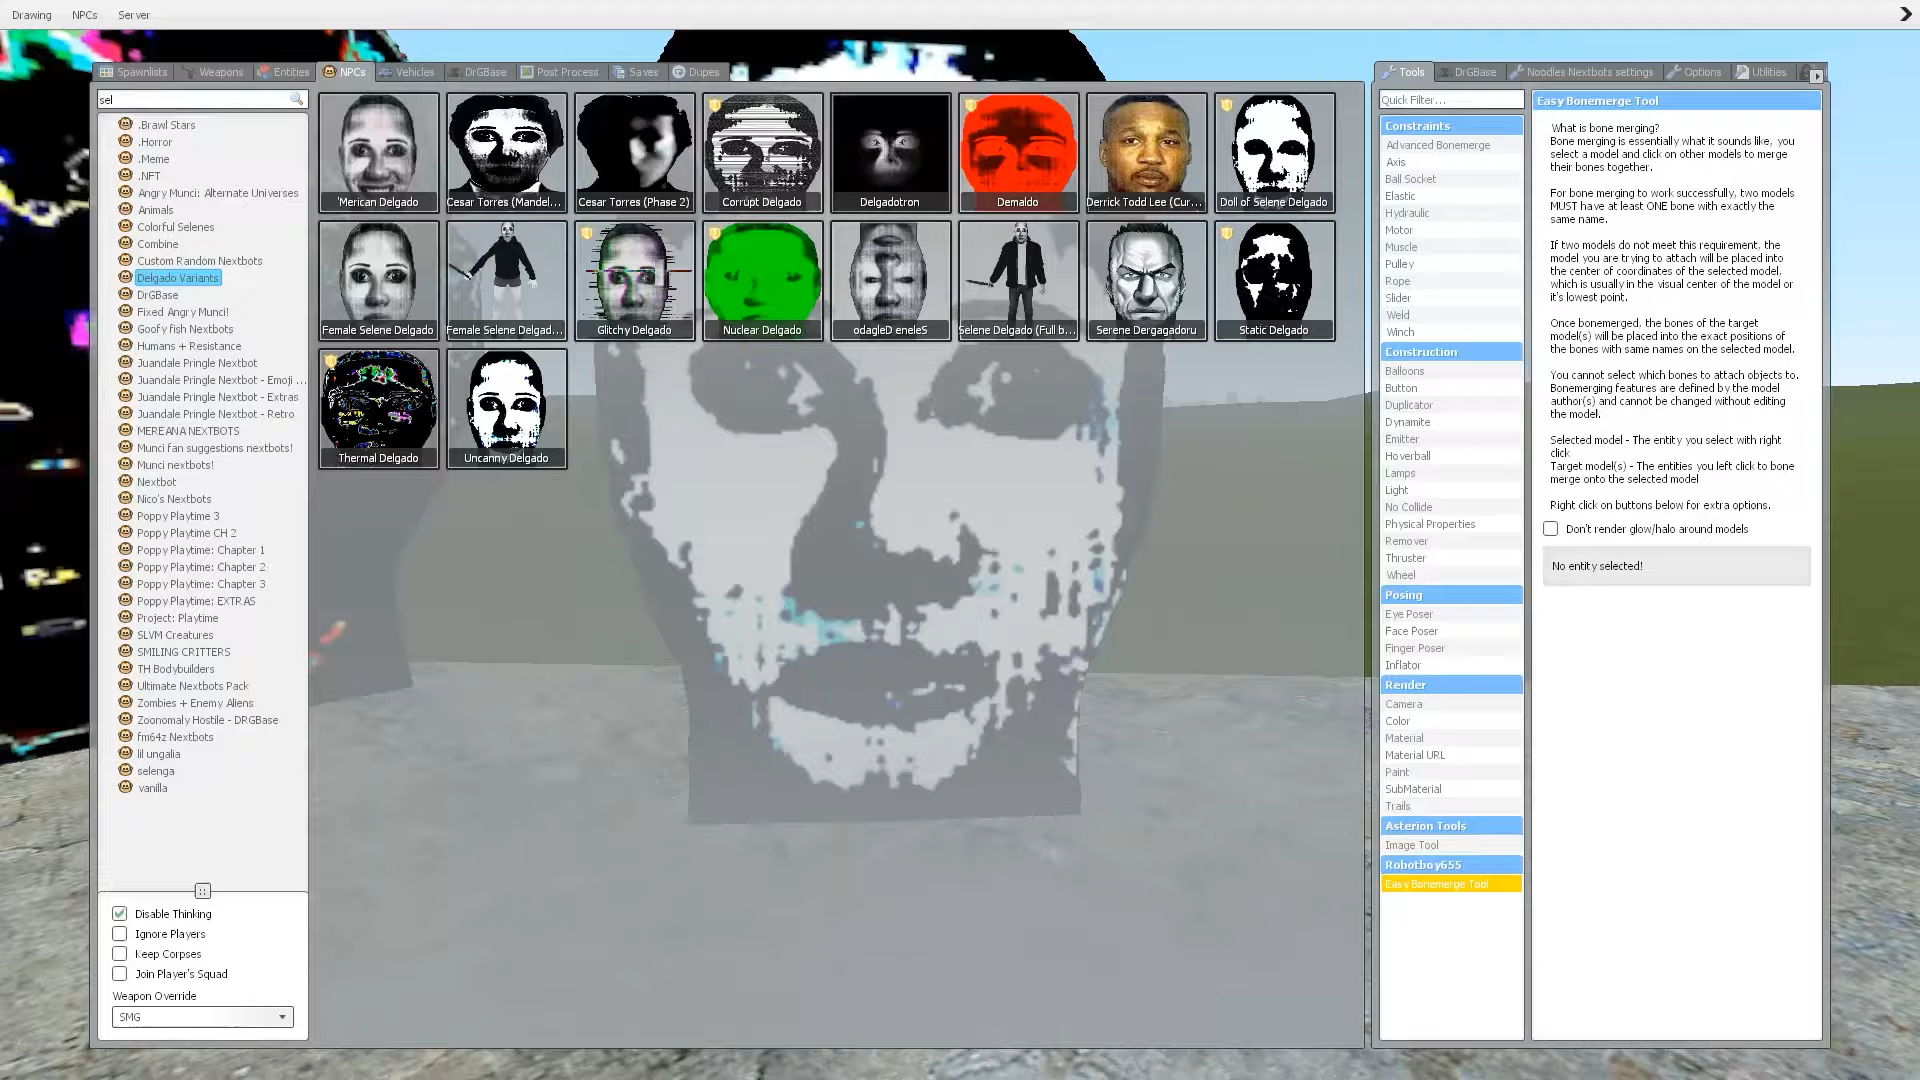 Drawing NPCs Server
Spawnlists Weapons Entities NPCs Vehicles DrGBase Post Process Saves Dupes
sel
.Brawl Stars
.Horror
.Meme
.NFT
Angry Munci: Alternate Universes
Animals
Colorful Selenes
Combine
Custom Random Nextbots
Delgado Variants
DrGBase
Fixed Angry Munci!
Goofy fish Nextbots
Humans + Resistance
Juandale Pringle Nextbot
Juandale Pringle Nextbot - Emoji ...
Juandale Pringle Nextbot - Extras
Juandale Pringle Nextbot - Retro
MEREANA NEXTBOTS
Munci fan suggestions nextbots!
Munci nextbots!
Nextbot
Nico's Nextbots
Poppy Playtime 3
Poppy Playtime CH 2
Poppy Playtime: Chapter 1
Poppy Playtime: Chapter 2
Poppy Playtime: Chapter 3
Poppy Playtime: EXTRAS
Project: Playtime
SLVM Creatures
SMILING CRITTERS
TH Bodybuilders
Ultimate Nextbots Pack
Zombies + Enemy Aliens
Zoonomaly Hostile - DRGBase
fm64z Nextbots
lil ungalia
selenga
vanilla
Disable Thinking
Ignore Players
Keep Corpses
Join Player's Squad
Weapon Override
SMG
'Merican Delgado
Cesar Torres (Mandel...
Cesar Torres (Phase 2)
Corrupt Delgado
Delgadotron
Demaldo
Derrick Todd Lee (Cur...
Doll of Selene Delgado
Female Selene Delgado
Female Selene Delgad...
Glitchy Delgado
Nuclear Delgado
odagleD eneleS
Selene Delgado (Full b...
Serene Dergagadoru
Static Delgado
Thermal Delgado
Uncanny Delgado
Tools DrGBase Noodles Nextbots settings Options Utilities
Quick Filter...
Constraints
Advanced Bonemerge
Axis
Ball Socket
Elastic
Hydraulic
Motor
Muscle
Pulley
Rope
Slider
Weld
Winch
Construction
Balloons
Button
Duplicator
Dynamite
Emitter
Hoverball
Lamps
Light
No Collide
Physical Properties
Remover
Thruster
Wheel
Posing
Eye Poser
Face Poser
Finger Poser
Inflator
Render
Camera
Color
Material
Material URL
Paint
SubMaterial
Trails
Asterion Tools
Image Tool
Robotboy655
Easy Bonemerge Tool
Easy Bonemerge Tool
What is bone merging?
Bone merging is essentially what it sounds like, you
select a model and click on other models to merge
their bones together.
For bone merging to work successfully, two models
MUST have at least ONE bone with exactly the
same name.
If two models do not meet this requirement, the
model you are trying to attach will be placed into
the center of coordinates of the selected model,
which is usually in the visual center of the model or
it's lowest point.
Once bonemerged, the bones of the target
model(s) will be placed into the exact positions of
the bones with same names on the selected model.
You cannot select which bones to attach objects to.
Bonemerging features are defined by the model
author(s) and cannot be changed without editing
the model.
Selected model - The entity you select with right
click
Target model(s) - The entities you left click to bone
merge onto the selected model
Right click on buttons below for extra options.
Don't render glow/halo around models
No entity selected!